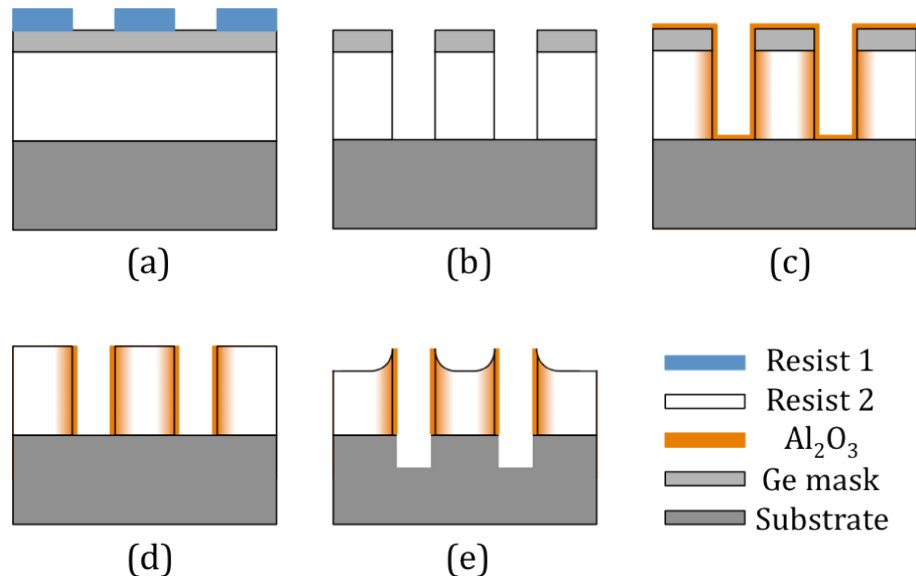 (a)
(b)
(c)
(d)
(e)
Resist 1
Resist 2
Al₂O₃
Ge mask
Substrate